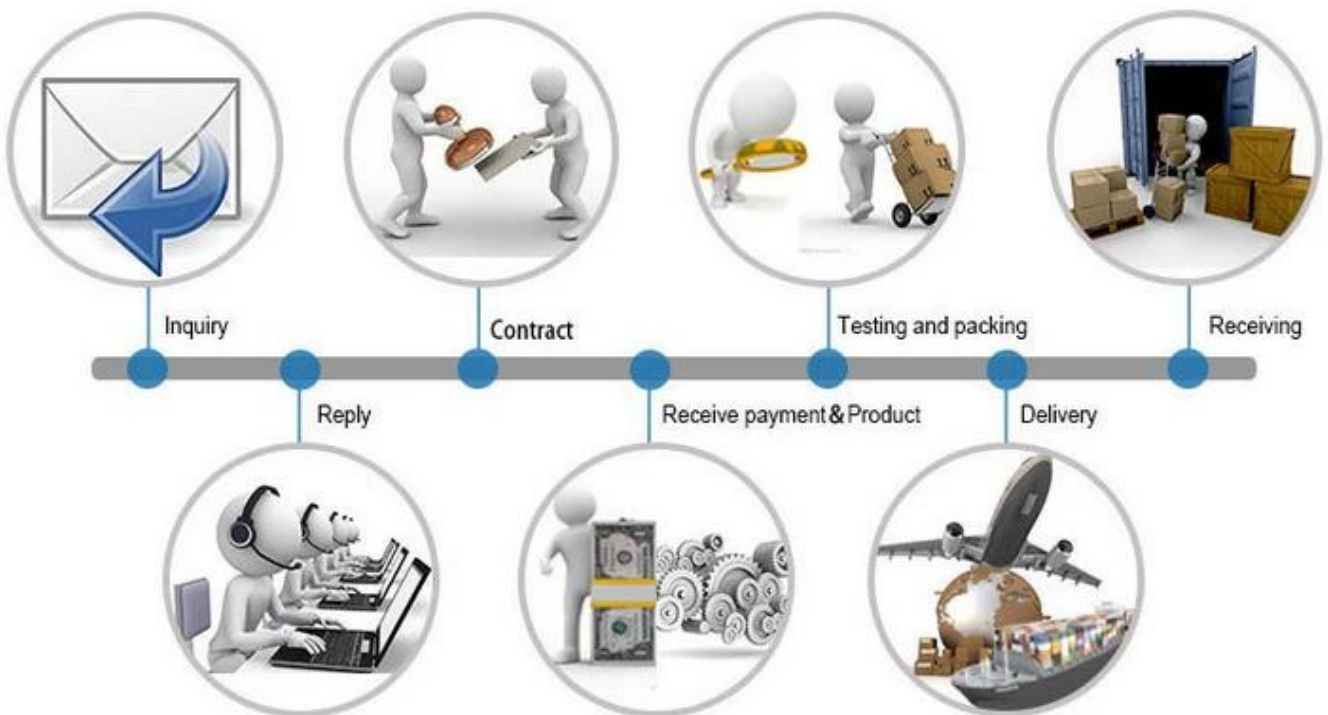 Inquiry
Reply
Contract
Receive payment&Product
Testing and packing
Delivery
Receiving